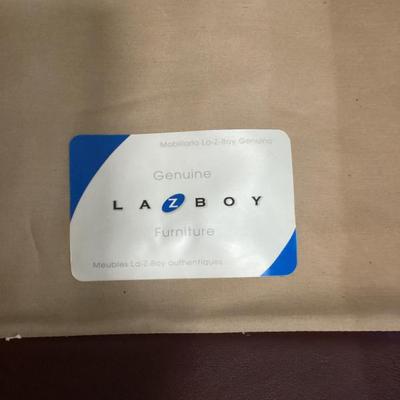 Mobiliario La-Z-Boy Genuino
Genuine
LAZBOY
Furniture
Meubles La-Z-Boy authentiques